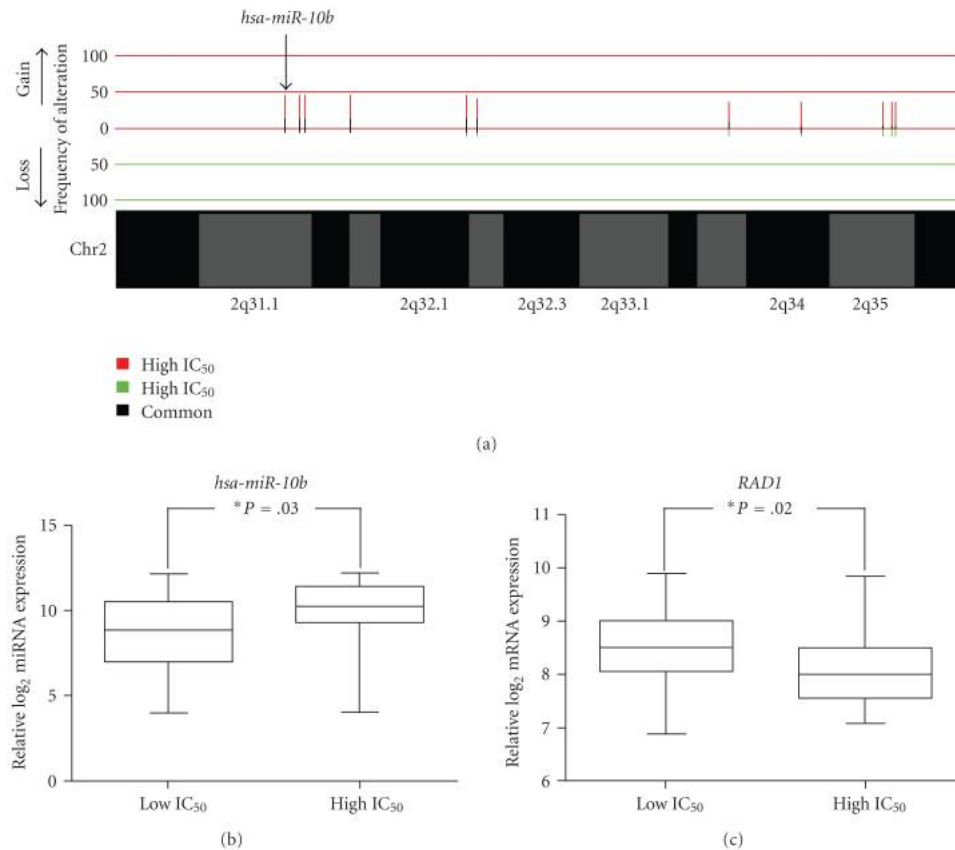 hsa-miR-10b
Gain
Loss
Frequency of alteration
100
50
0
50
100
Chr2
2q31.1 2q32.1 2q32.3 2q33.1 2q34 2q35
High IC50
High IC50
Common
(a)
hsa-miR-10b
*P = .03
Relative log2 miRNA expression
15
10
5
0
Low IC50 High IC50
(b)
RAD1
*P = .02
Relative log2 mRNA expression
11
10
9
8
7
6
Low IC50 High IC50
(c)